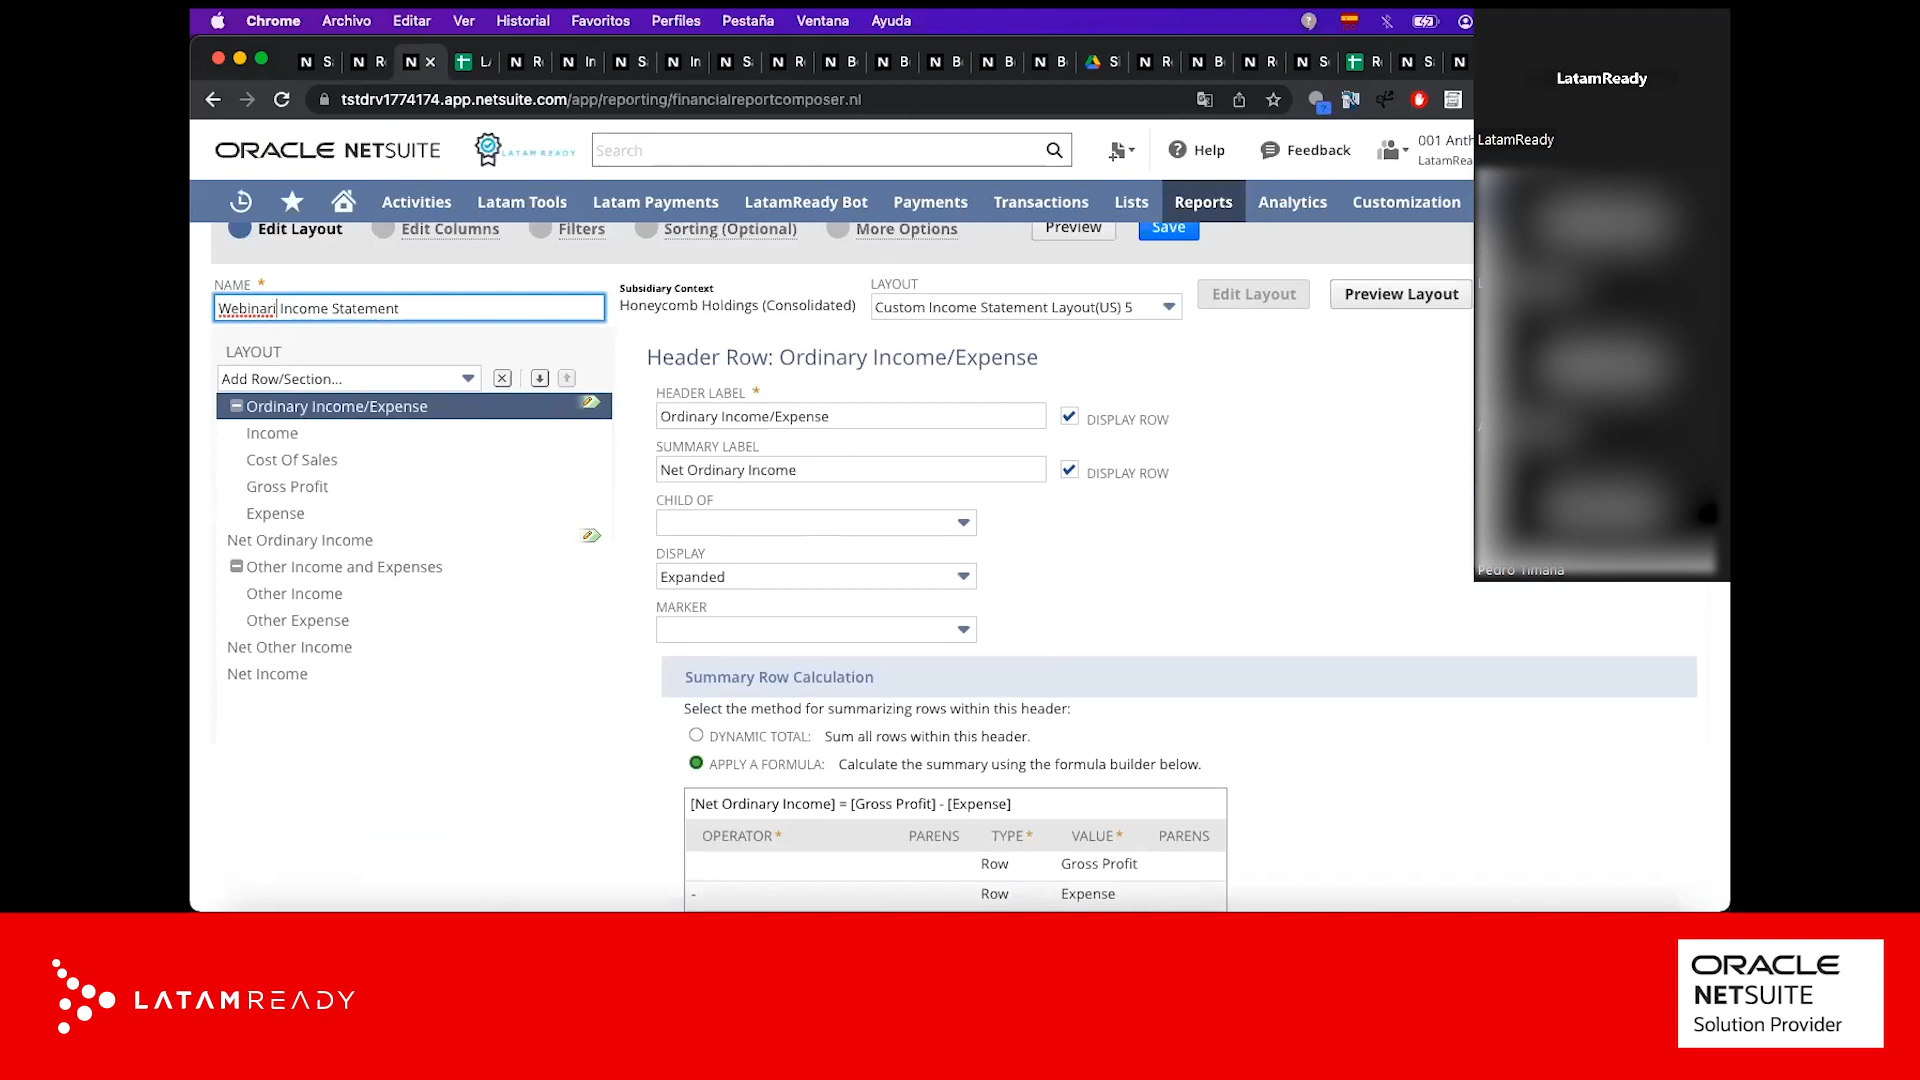 Chrome Archivo Editar Ver Historial Favoritos Perfiles Pestaña Ventana Ayuda
tstdrv1774174.app.netsuite.com/app/reporting/financialreportcomposer.nl
LatamReady
LatamReady
ORACLE NETSUITE LATAM READY Search Help Feedback 001 Anth
LatamRea
Activities Latam Tools Latam Payments LatamReady Bot Payments Transactions Lists Reports Analytics Customization
Edit Layout Edit Columns Filters Sorting (Optional) More Options Preview Save
NAME *
Webinari Income Statement
Subsidiary Context
Honeycomb Holdings (Consolidated)
LAYOUT
Custom Income Statement Layout(US) 5
Edit Layout
Preview Layout
LAYOUT
Add Row/Section...
Ordinary Income/Expense
Income
Cost Of Sales
Gross Profit
Expense
Net Ordinary Income
Other Income and Expenses
Other Income
Other Expense
Net Other Income
Net Income
Header Row: Ordinary Income/Expense
HEADER LABEL *
Ordinary Income/Expense
DISPLAY ROW
SUMMARY LABEL
Net Ordinary Income
DISPLAY ROW
CHILD OF
DISPLAY
Expanded
MARKER
Pedro Timaná
Summary Row Calculation
Select the method for summarizing rows within this header:
DYNAMIC TOTAL: Sum all rows within this header.
APPLY A FORMULA: Calculate the summary using the formula builder below.
[Net Ordinary Income] = [Gross Profit] - [Expense]
OPERATOR * PARENS TYPE * VALUE * PARENS
Row Gross Profit
- Row Expense
LATAMREADY
ORACLE
NETSUITE
Solution Provider